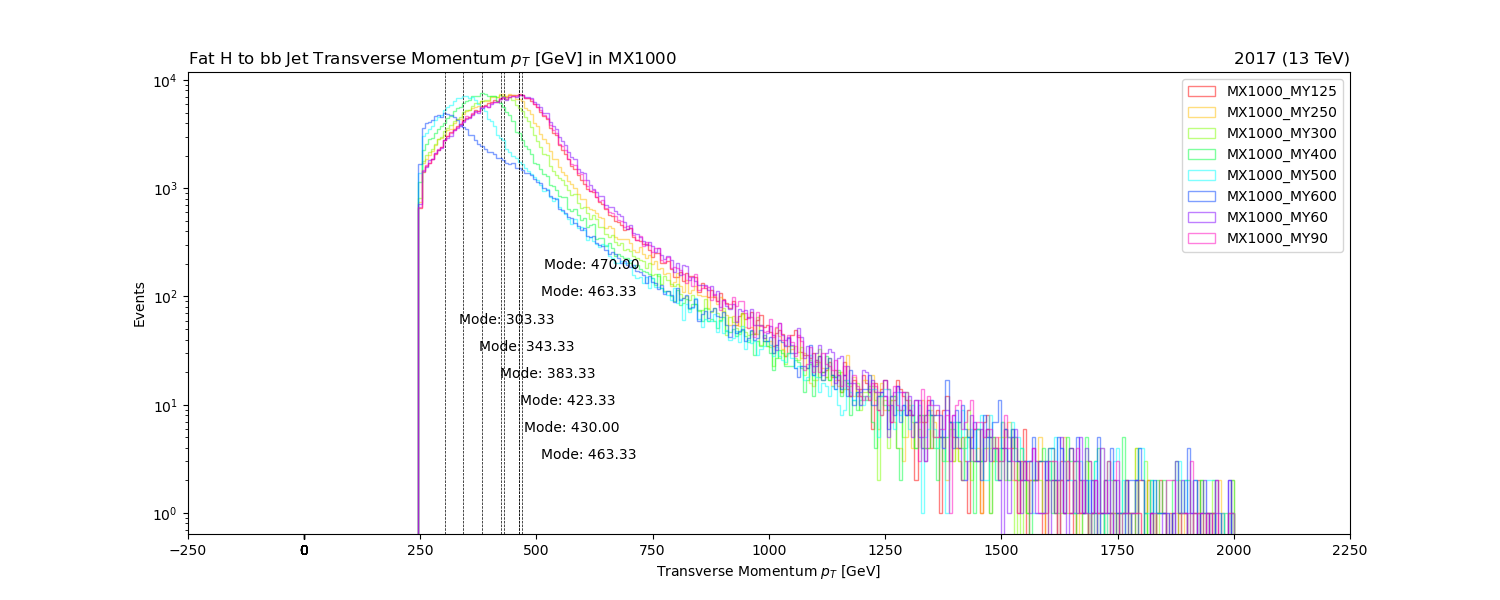 Fat H to bb Jet Transverse Momentum p_T [GeV] in MX1000
2017 (13 TeV)
10^4
10^3
10^2
10^1
10^0
Events
MX1000_MY125
MX1000_MY250
MX1000_MY300
MX1000_MY400
MX1000_MY500
MX1000_MY600
MX1000_MY60
MX1000_MY90
Mode: 470.00
Mode: 463.33
Mode: 303.33
Mode: 343.33
Mode: 383.33
Mode: 423.33
Mode: 430.00
Mode: 463.33
−250 0 250 500 750 1000 1250 1500 1750 2000 2250
Transverse Momentum p_T [GeV]